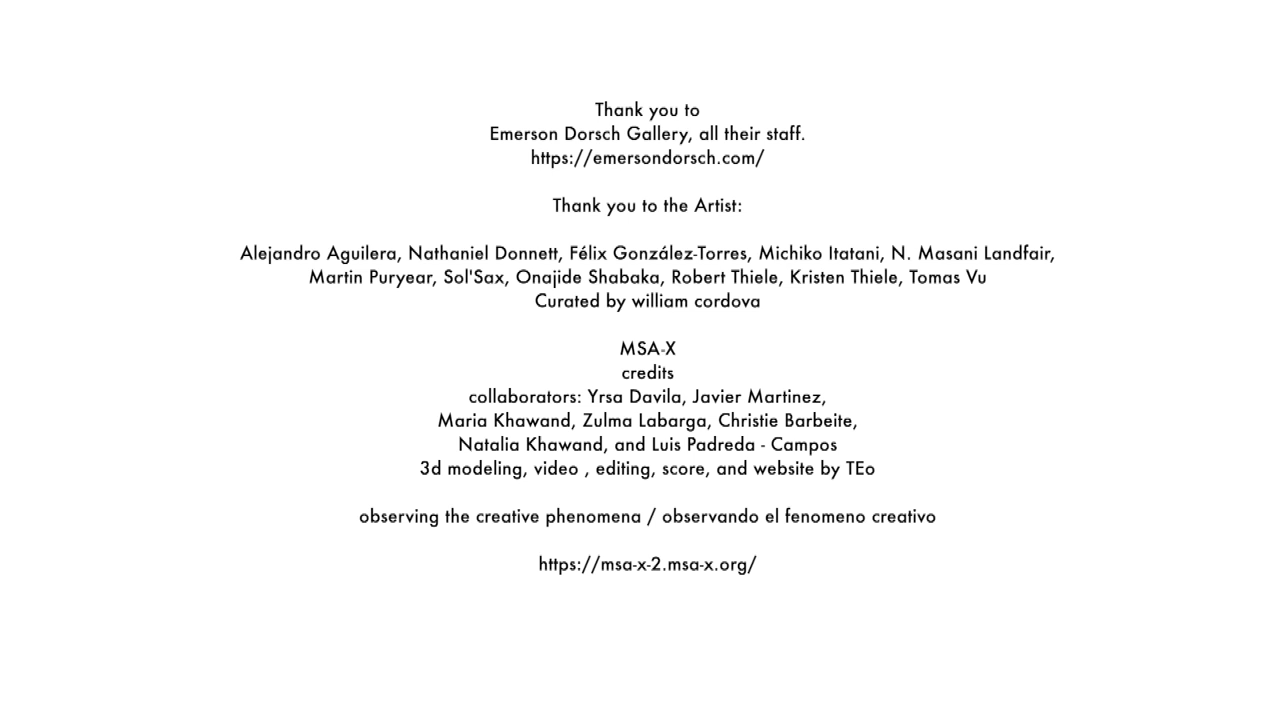 Thank you to
Emerson Dorsch Gallery, all their staff.
https://emersondorsch.com/
Thank you to the Artist:
Alejandro Aguilera, Nathaniel Donnett, Félix González-Torres, Michiko Itatani, N. Masani Landfair,
Martin Puryear, Sol'Sax, Onajide Shabaka, Robert Thiele, Kristen Thiele, Tomas Vu
Curated by william cordova
MSA-X
credits
collaborators: Yrsa Davila, Javier Martinez,
Maria Khawand, Zulma Labarga, Christie Barbeite,
Natalia Khawand, and Luis Padreda - Campos
3d modeling, video , editing, score, and website by TEo
observing the creative phenomena / observando el fenomeno creativo
https://msa-x-2.msa-x.org/